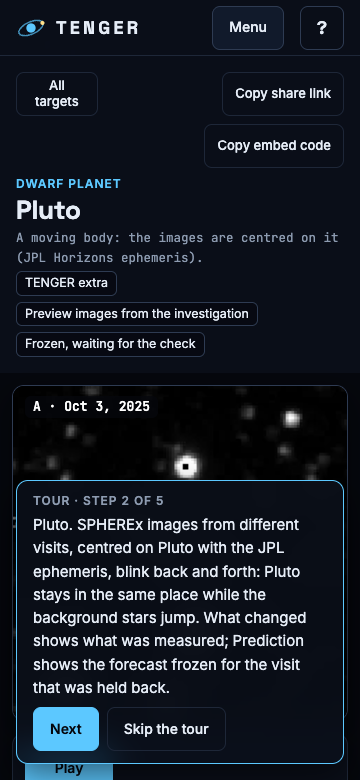 TENGER
Menu
?
All
targets
Copy share link
Copy embed code
DWARF PLANET
Pluto
A moving body: the images are centred on it
(JPL Horizons ephemeris).
TENGER extra
Preview images from the investigation
Frozen, waiting for the check
A · Oct 3, 2025
TOUR · STEP 2 OF 5
Pluto. SPHEREx images from different
visits, centred on Pluto with the JPL
ephemeris, blink back and forth: Pluto
stays in the same place while the
background stars jump. What changed
shows what was measured; Prediction
shows the forecast frozen for the visit
that was held back.
Next
Skip the tour
Play